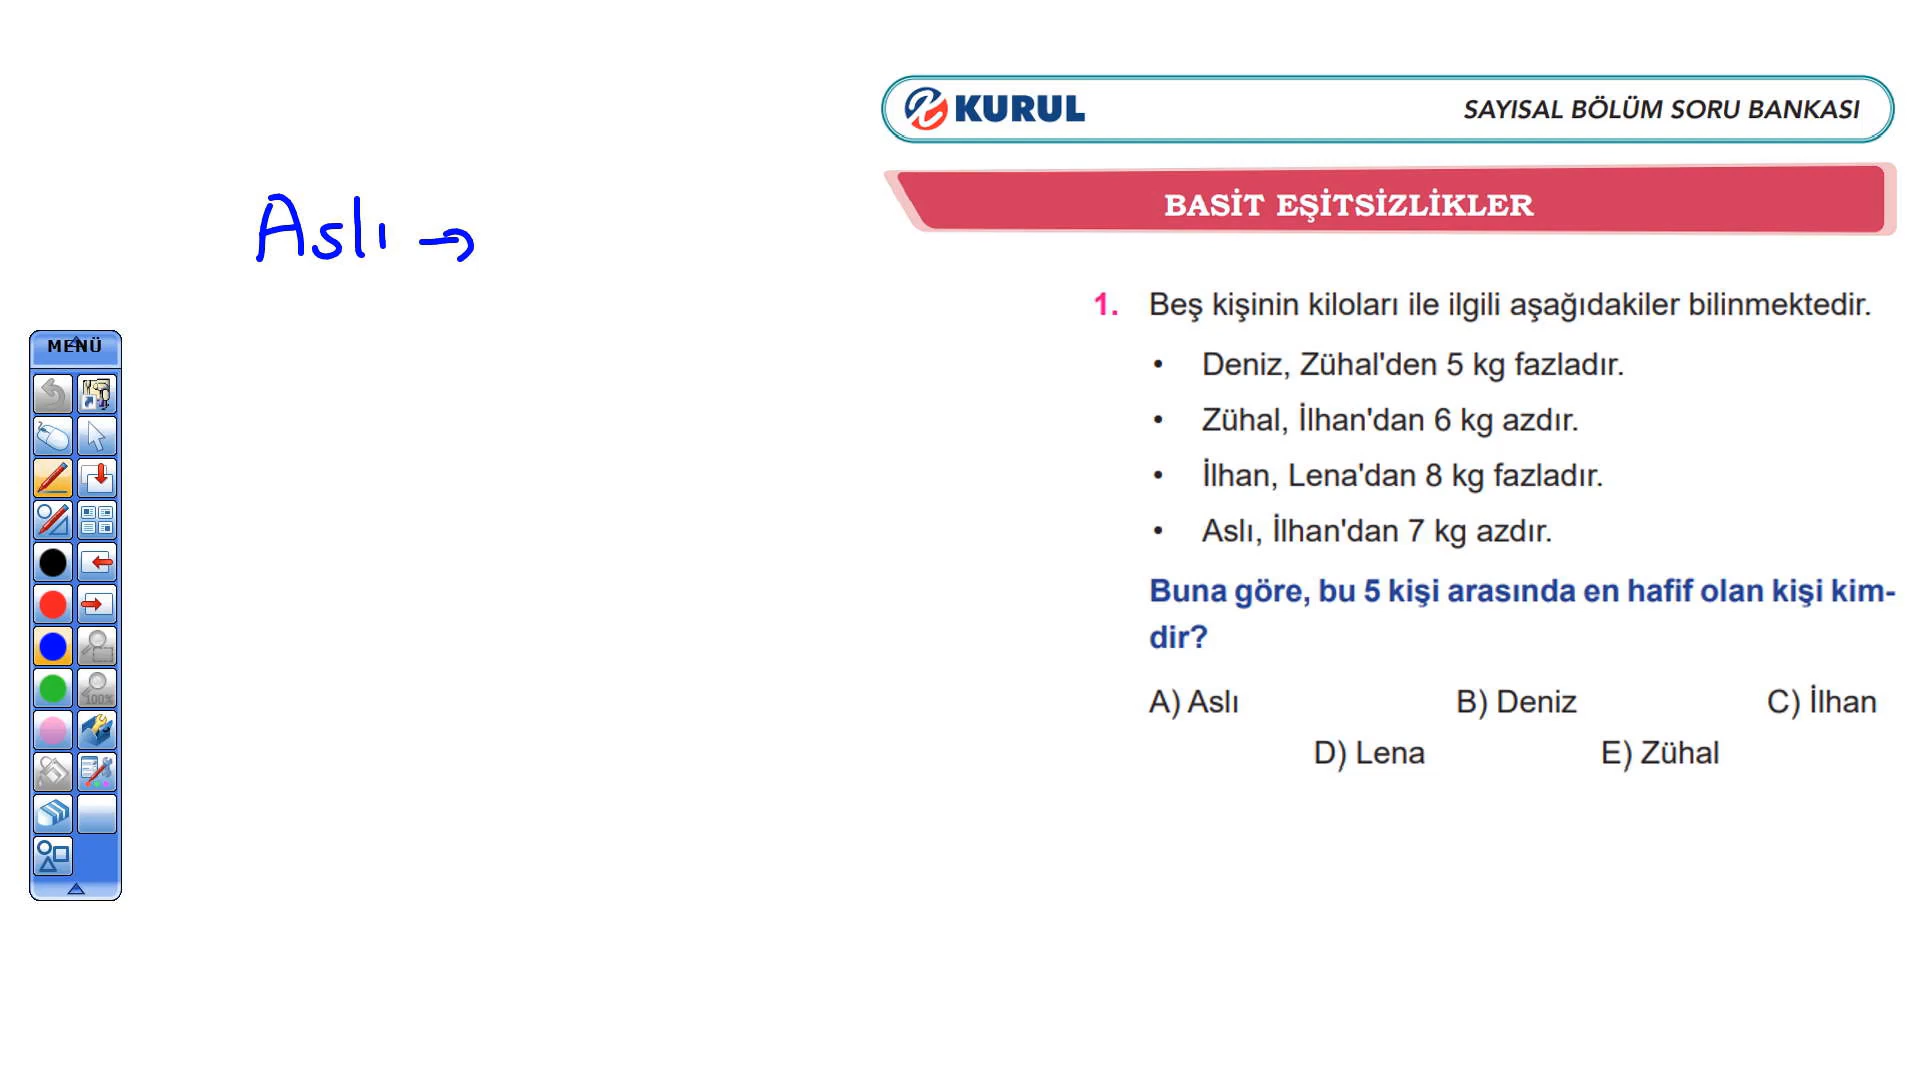 KURUL
SAYISAL BÖLÜM SORU BANKASI
BASİT EŞİTSİZLİKLER
Aslı →
1. Beş kişinin kiloları ile ilgili aşağıdakiler bilinmektedir.
• Deniz, Zühal'den 5 kg fazladır.
• Zühal, İlhan'dan 6 kg azdır.
• İlhan, Lena'dan 8 kg fazladır.
• Aslı, İlhan'dan 7 kg azdır.
Buna göre, bu 5 kişi arasında en hafif olan kişi kim-
dir?
A) Aslı B) Deniz C) İlhan
D) Lena E) Zühal
MENÜ
100%